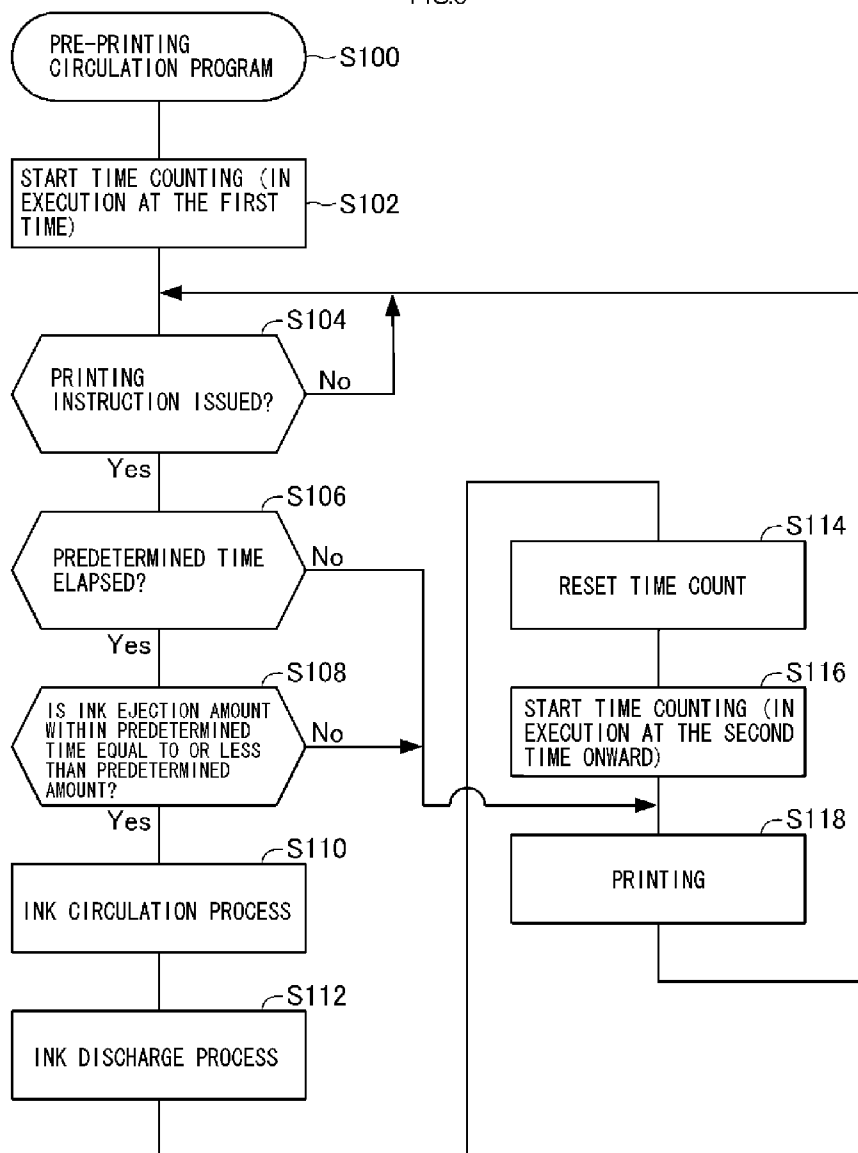 PRE-PRINTING
CIRCULATION PROGRAM
S100
START TIME COUNTING (IN
EXECUTION AT THE FIRST
TIME)
S102
S104
PRINTING
INSTRUCTION ISSUED?
No
Yes
S106
PREDETERMINED TIME
ELAPSED?
No
Yes
S108
IS INK EJECTION AMOUNT
WITHIN PREDETERMINED
TIME EQUAL TO OR LESS
THAN PREDETERMINED
AMOUNT?
No
Yes
S110
INK CIRCULATION PROCESS
S112
INK DISCHARGE PROCESS
S114
RESET TIME COUNT
S116
START TIME COUNTING (IN
EXECUTION AT THE SECOND
TIME ONWARD)
S118
PRINTING